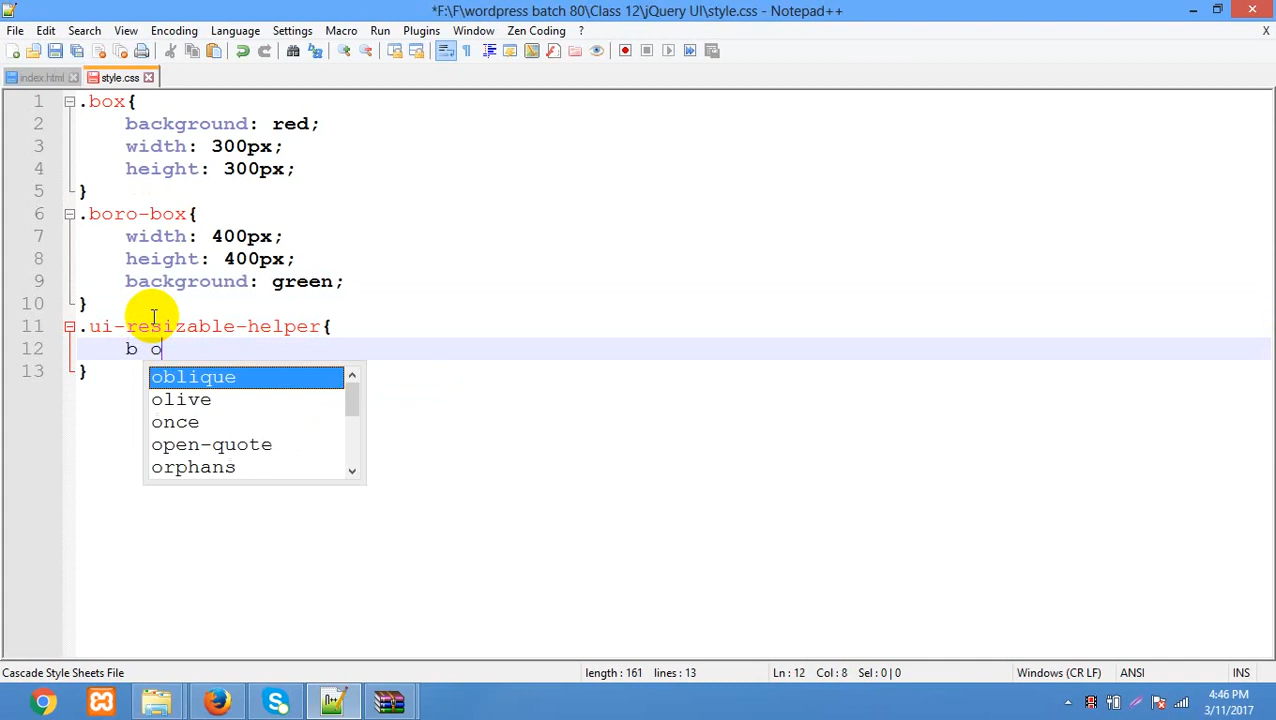 *F:\F\wordpress batch 80\Class 12\jQuery UI\style.css - Notepad++
File Edit Search View Encoding Language Settings Macro Run Plugins Window Zen Coding ? X
index.html style.css
1 .box{
2 background: red;
3 width: 300px;
4 height: 300px;
5 }
6 .boro-box{
7 width: 400px;
8 height: 400px;
9 background: green;
10 }
11 .ui-resizable-helper{
12 b o
13 }
oblique
olive
once
open-quote
orphans
Cascade Style Sheets File length : 161 lines : 13 Ln : 12 Col : 8 Sel : 0 | 0 Windows (CR LF) ANSI INS
4:46 PM
3/11/2017